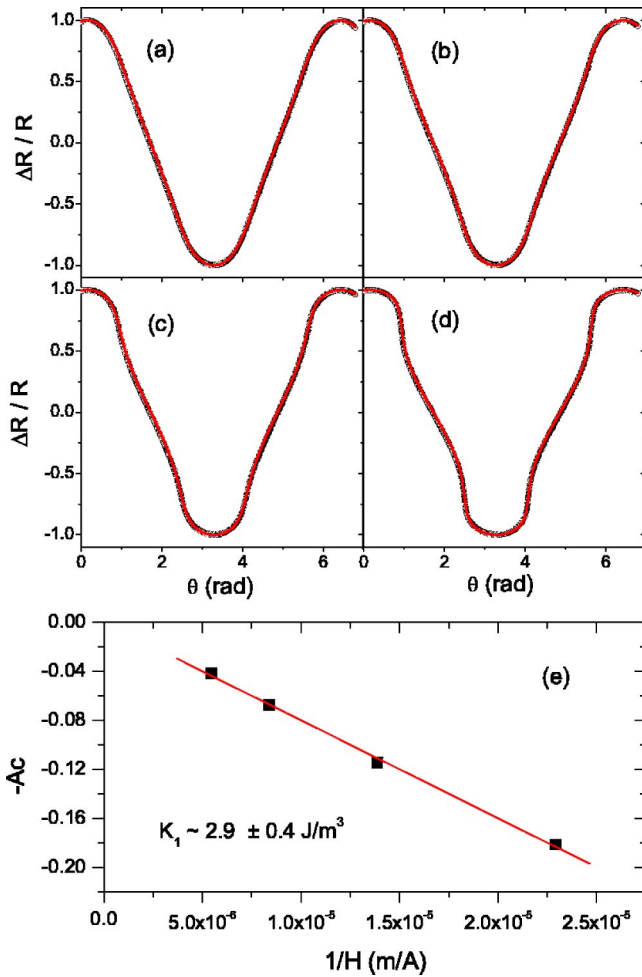 1.0
0.5
0.0
-0.5
-1.0
ΔR / R
(a)
(b)
1.0
0.5
0.0
-0.5
-1.0
ΔR / R
(c)
(d)
0 2 4 6 0 2 4 6
θ (rad) θ (rad)
0.00
-0.04
-0.08
-0.12
-0.16
-0.20
-Ac
(e)
K₁ ~ 2.9 ± 0.4 J/m³
0.0 5.0x10⁻⁶ 1.0x10⁻⁵ 1.5x10⁻⁵ 2.0x10⁻⁵ 2.5x10⁻⁵
1/H (m/A)